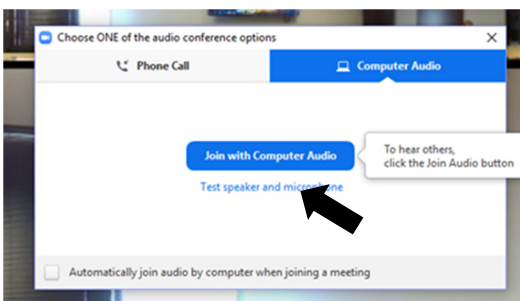 Choose ONE of the audio conference options
Phone Call
Computer Audio
Join with Computer Audio
To hear others,
click the Join Audio button
Test speaker and microphone
Automatically join audio by computer when joining a meeting